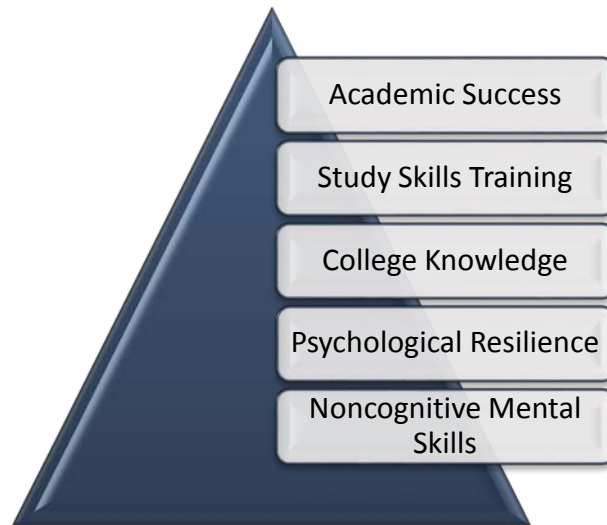 Academic Success
Study Skills Training
College Knowledge
Psychological Resilience
Noncognitive Mental
Skills